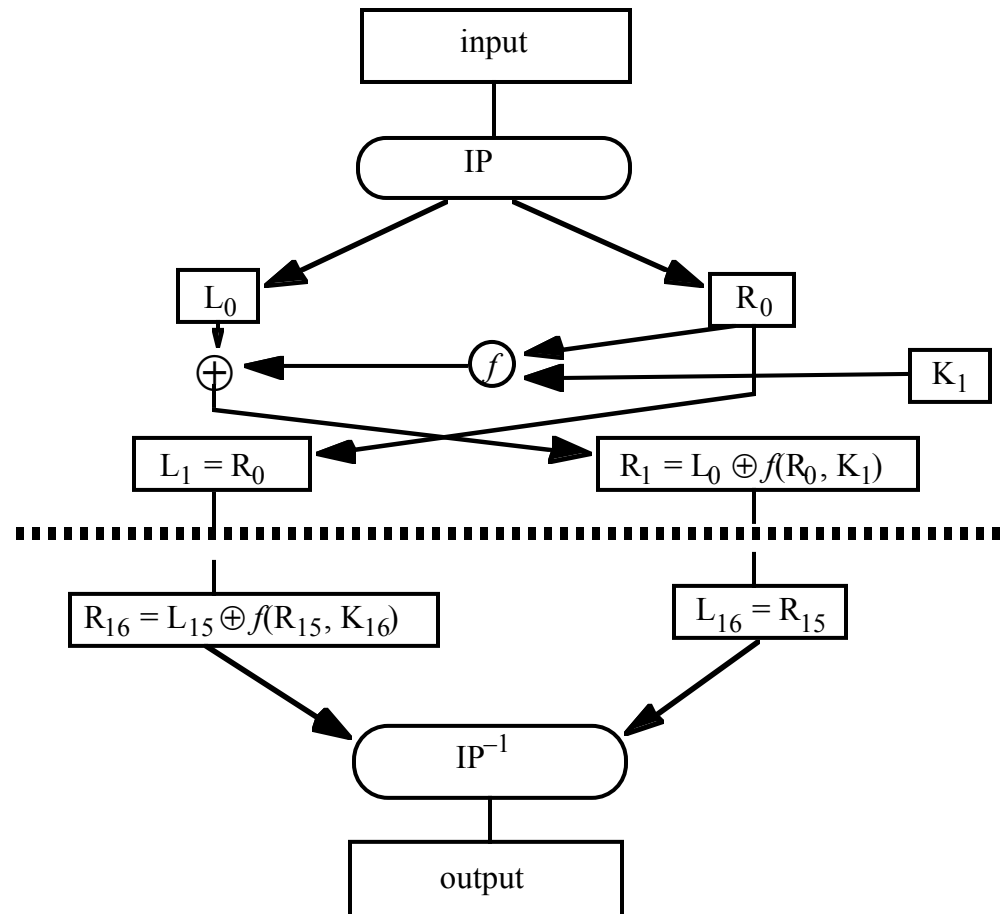 input
IP
L₀
R₀
⊕
f
K₁
L₁ = R₀
R₁ = L₀ ⊕ f(R₀, K₁)
R₁₆ = L₁₅ ⊕ f(R₁₅, K₁₆)
L₁₆ = R₁₅
IP⁻¹
output